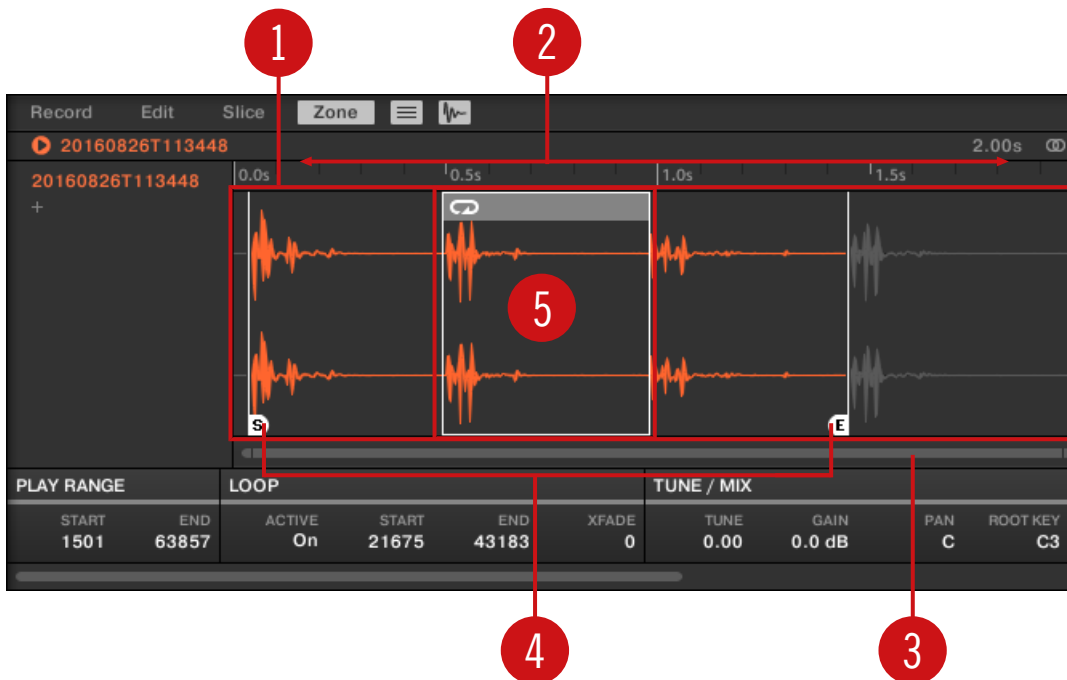 1 2
Record Edit Slice Zone
20160826T113448 2.00s
20160826T113448 0.0s 0.5s 1.0s 1.5s
+
5
S E
PLAY RANGE LOOP TUNE / MIX
START END ACTIVE START END XFADE TUNE GAIN PAN ROOT KEY
1501 63857 On 21675 43183 0 0.00 0.0 dB C C3
4 3